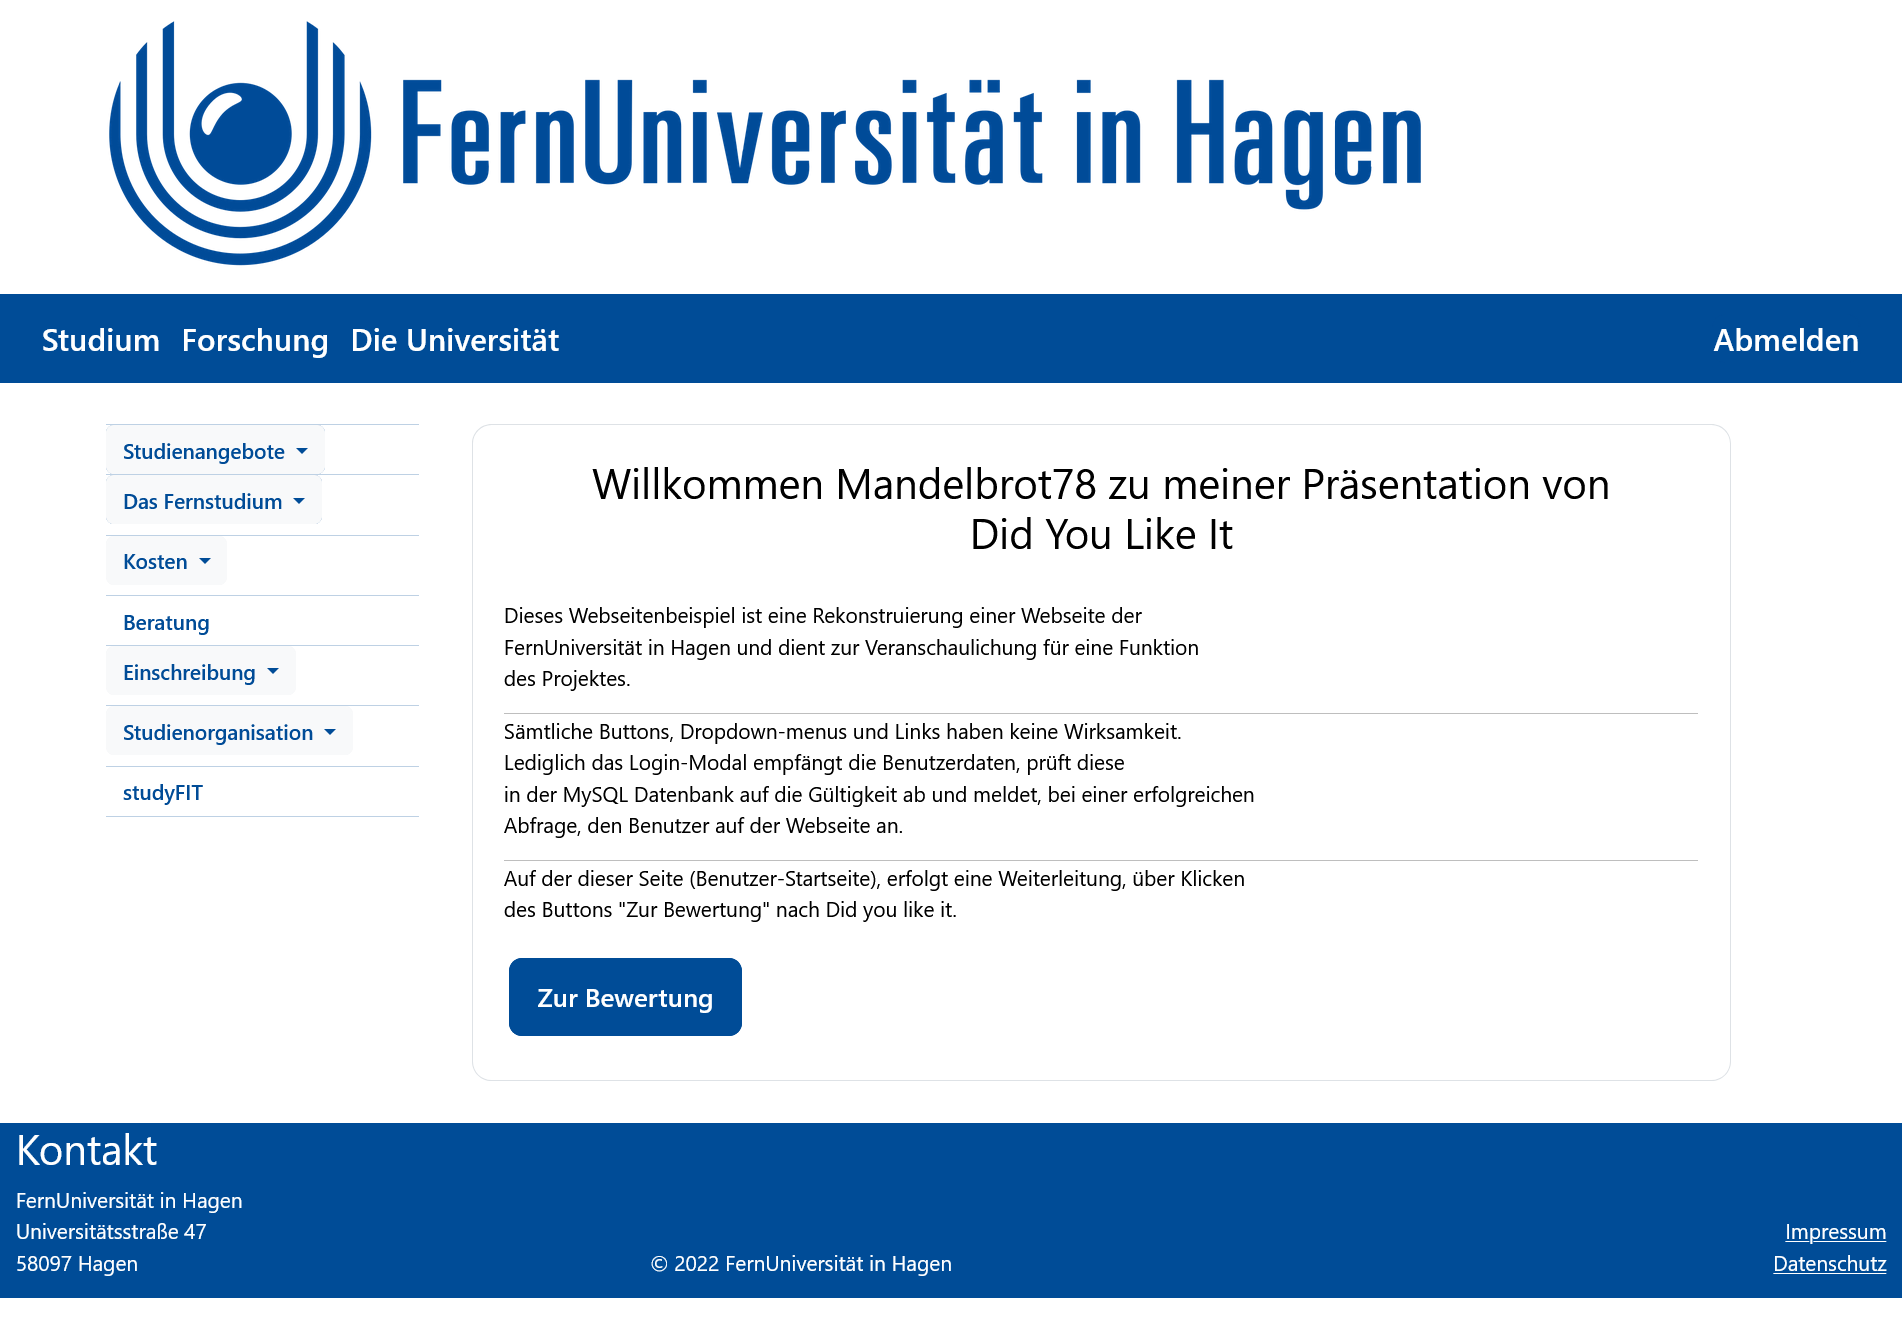 FernUniversität in Hagen
Studium Forschung Die Universität Abmelden
Studienangebote
Das Fernstudium
Kosten
Beratung
Einschreibung
Studienorganisation
studyFIT
Willkommen Mandelbrot78 zu meiner Präsentation von
Did You Like It
Dieses Webseitenbeispiel ist eine Rekonstruierung einer Webseite der
FernUniversität in Hagen und dient zur Veranschaulichung für eine Funktion
des Projektes.
Sämtliche Buttons, Dropdown-menus und Links haben keine Wirksamkeit.
Lediglich das Login-Modal empfängt die Benutzerdaten, prüft diese
in der MySQL Datenbank auf die Gültigkeit ab und meldet, bei einer erfolgreichen
Abfrage, den Benutzer auf der Webseite an.
Auf der dieser Seite (Benutzer-Startseite), erfolgt eine Weiterleitung, über Klicken
des Buttons "Zur Bewertung" nach Did you like it.
Zur Bewertung
Kontakt
FernUniversität in Hagen
Universitätsstraße 47
58097 Hagen
© 2022 FernUniversität in Hagen
Impressum
Datenschutz